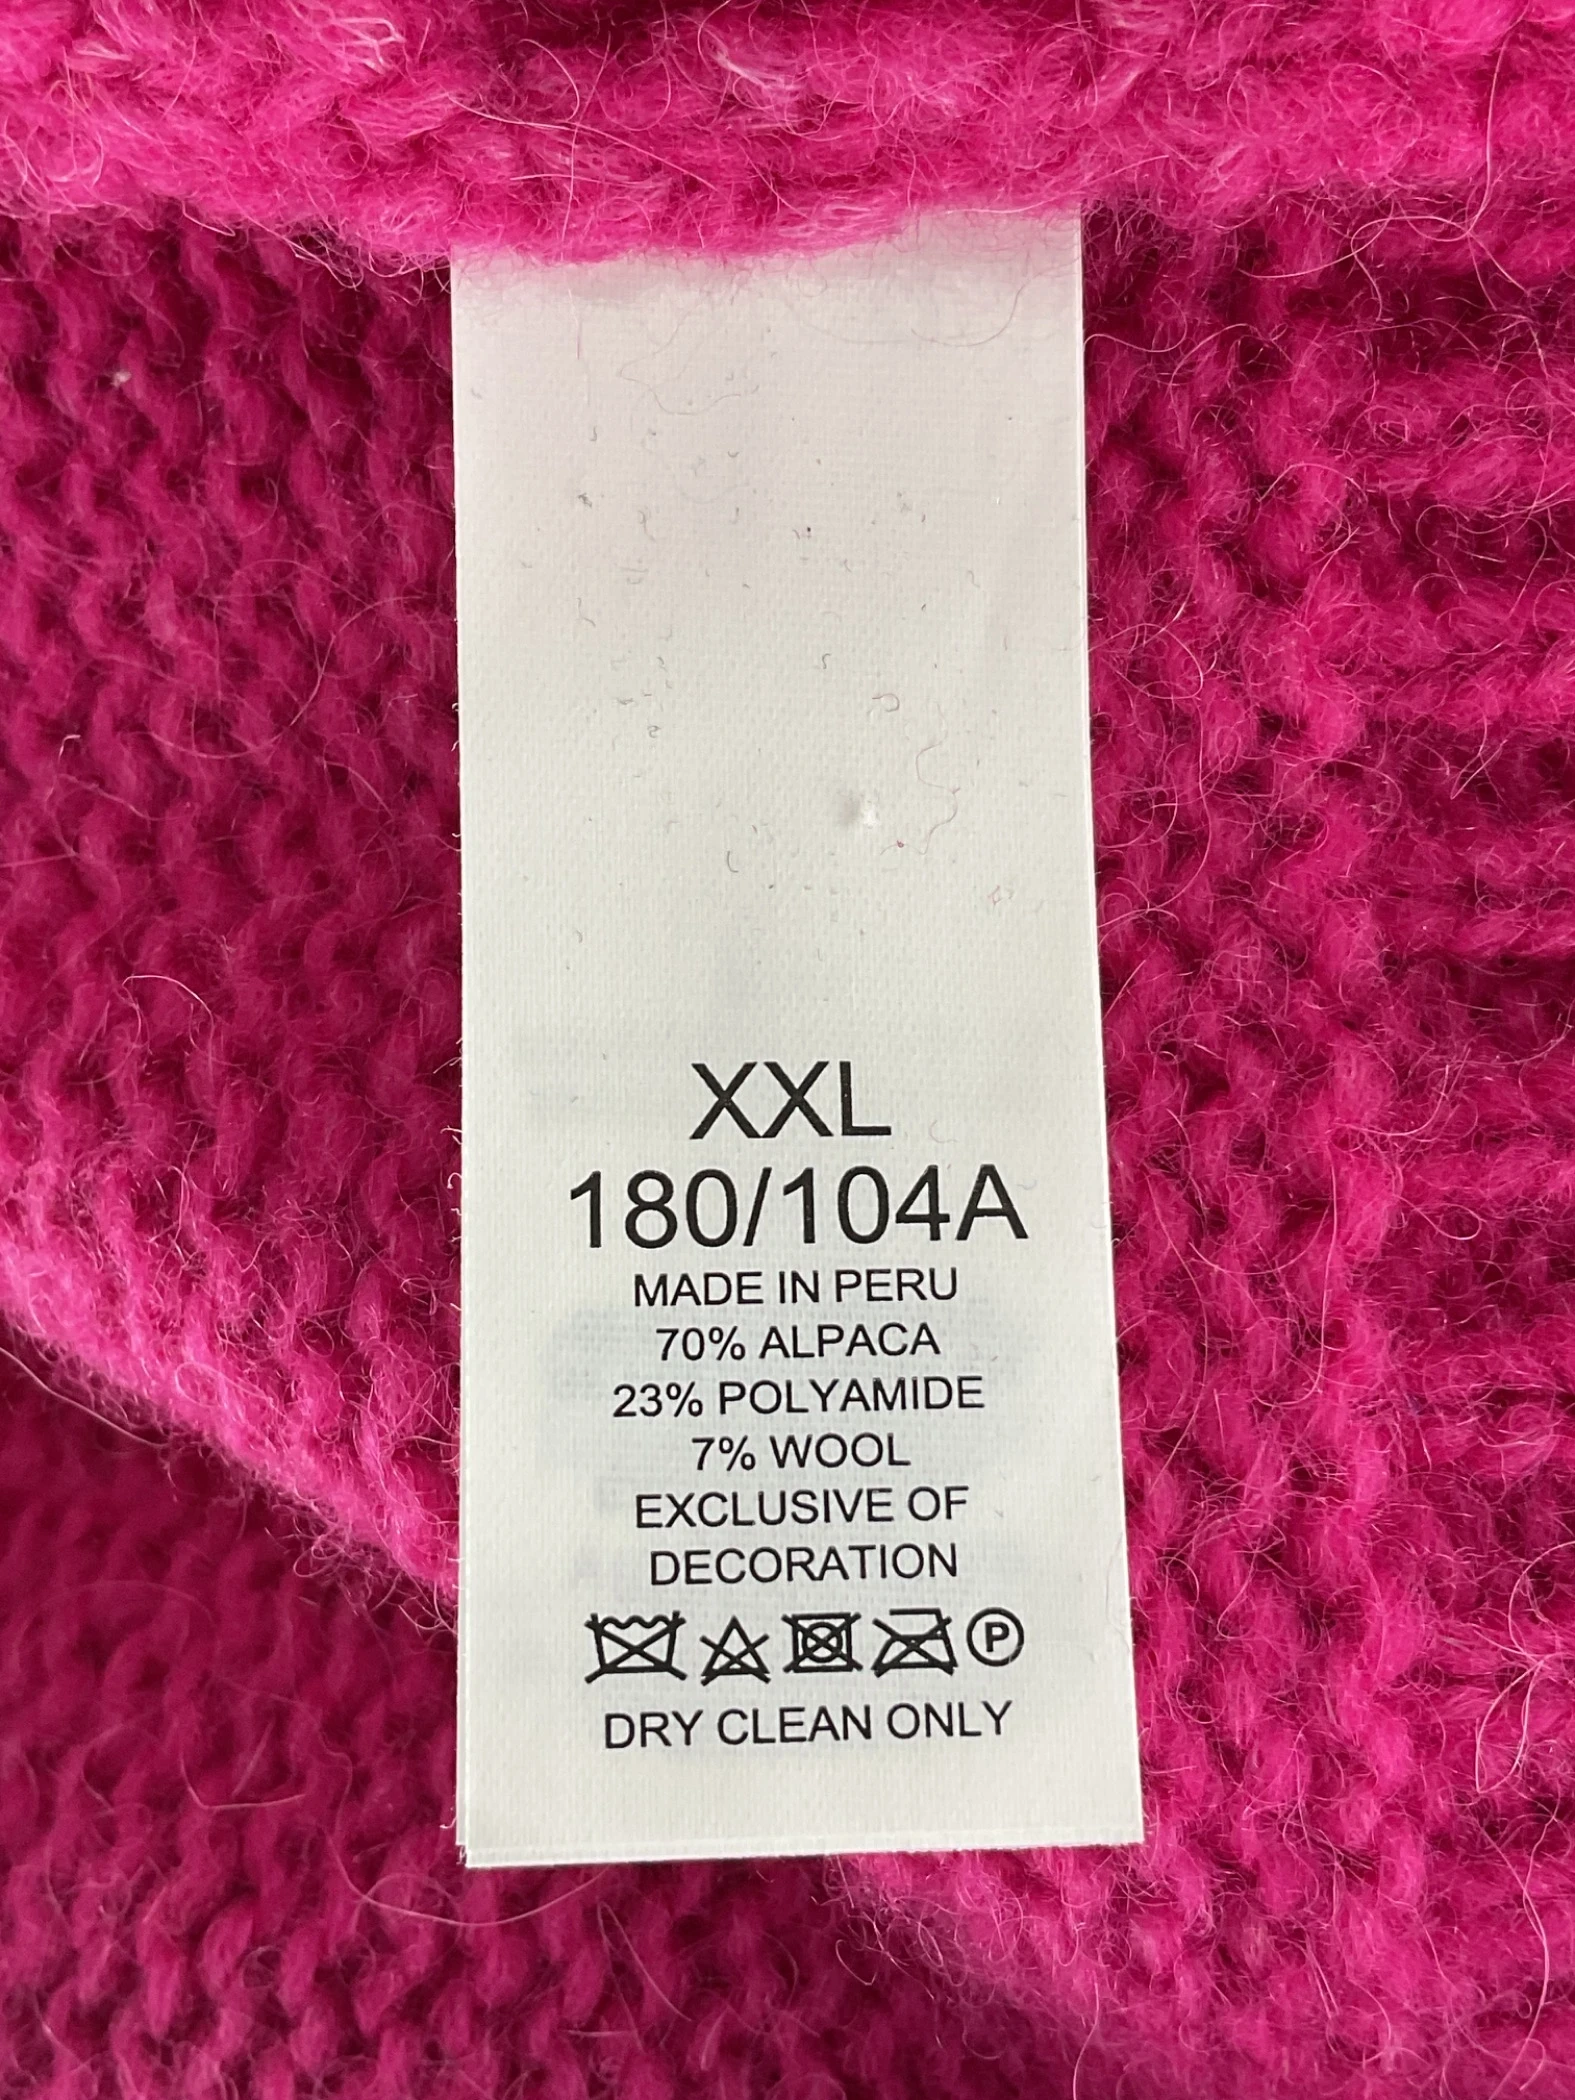 XXL
180/104A
MADE IN PERU
70% ALPACA
23% POLYAMIDE
7% WOOL
EXCLUSIVE OF
DECORATION
P
DRY CLEAN ONLY